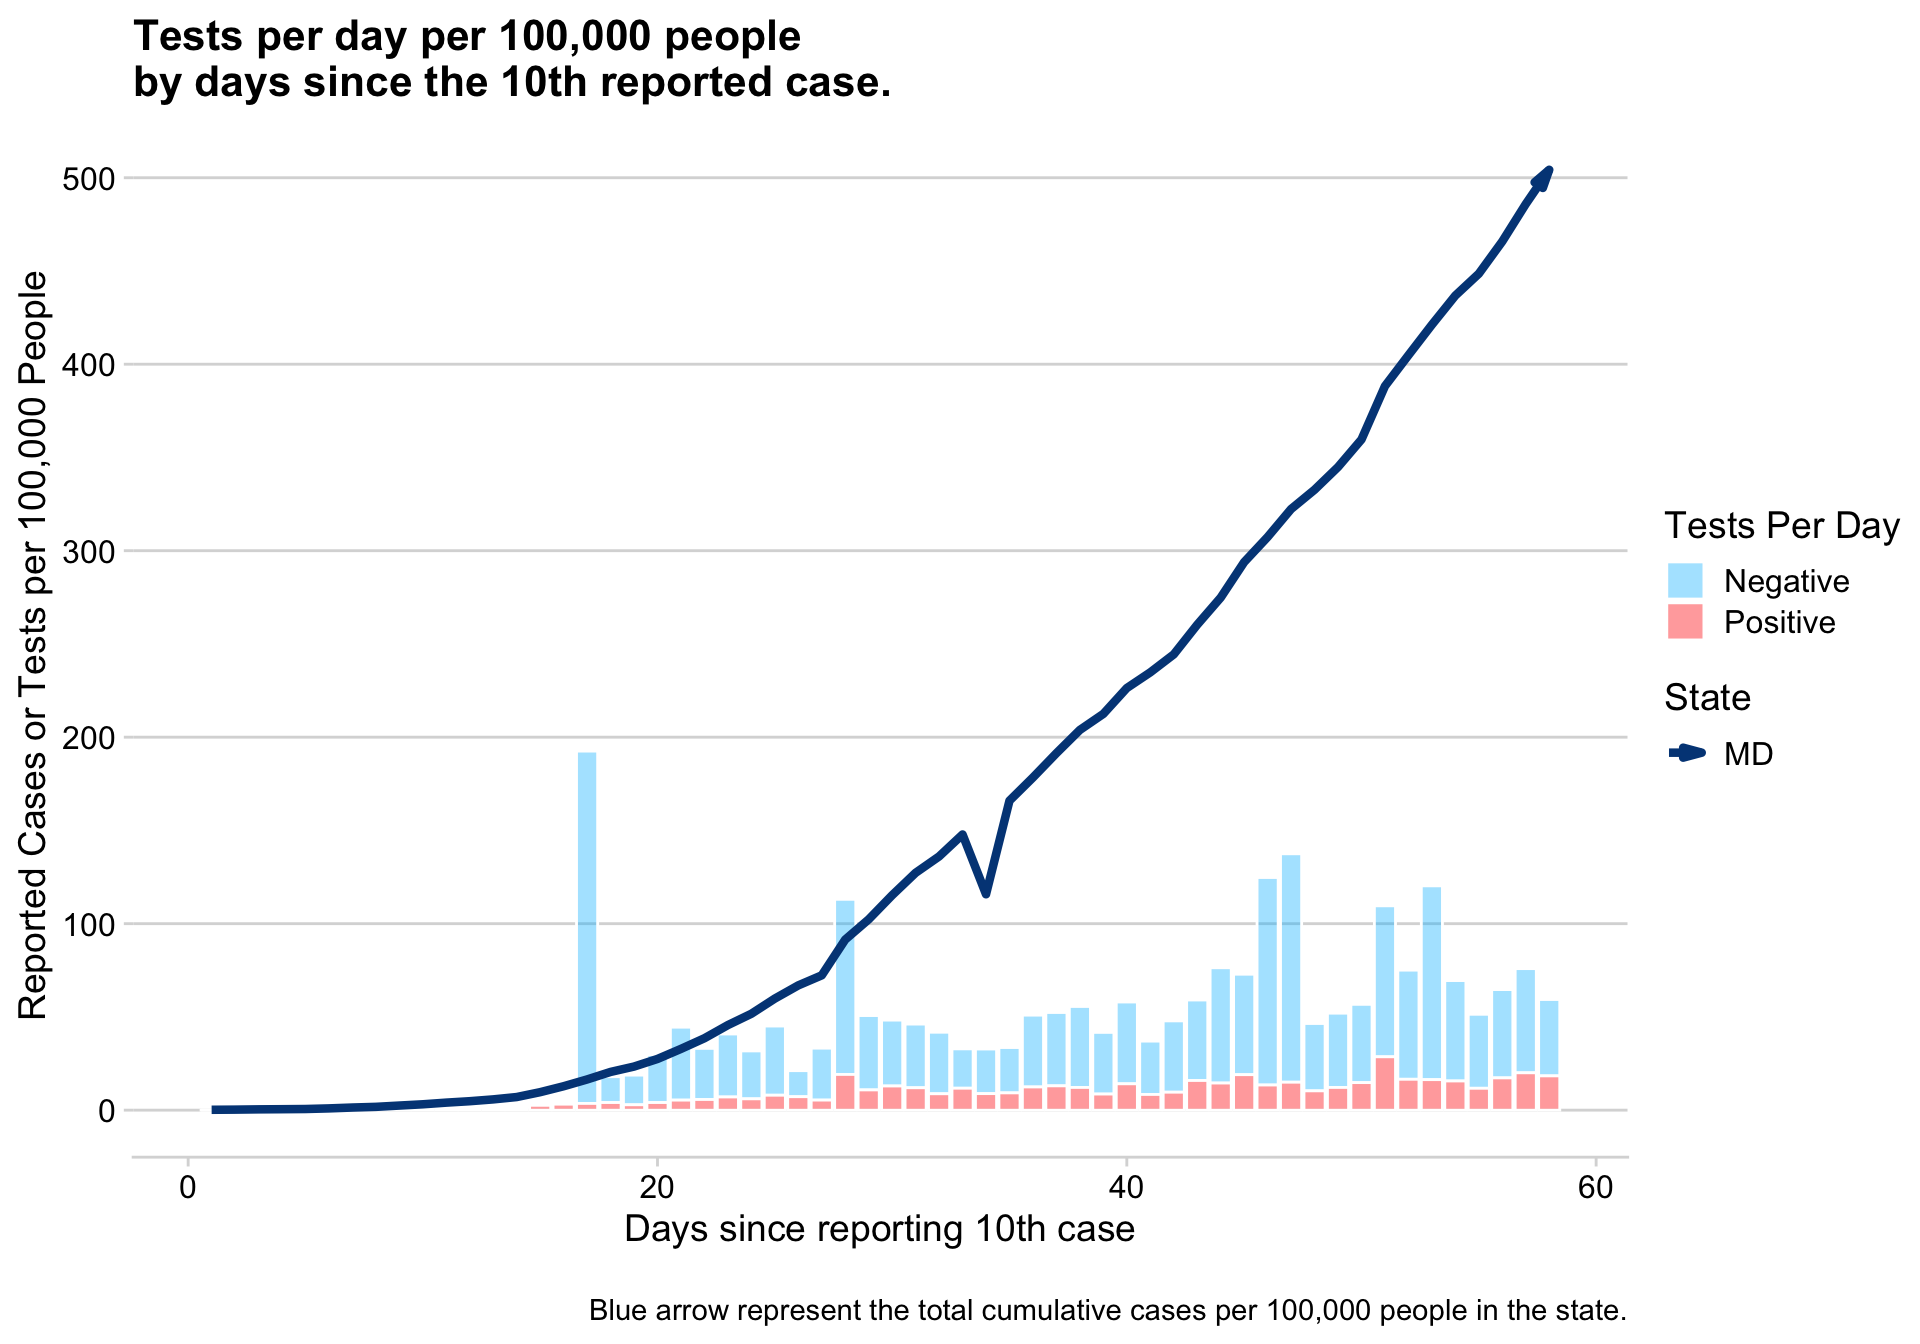 Tests per day per 100,000 people
by days since the 10th reported case.
Reported Cases or Tests per 100,000 People
500
400
300
200
100
0
0
20
40
60
Days since reporting 10th case
Tests Per Day
Negative
Positive
State
MD
Blue arrow represent the total cumulative cases per 100,000 people in the state.